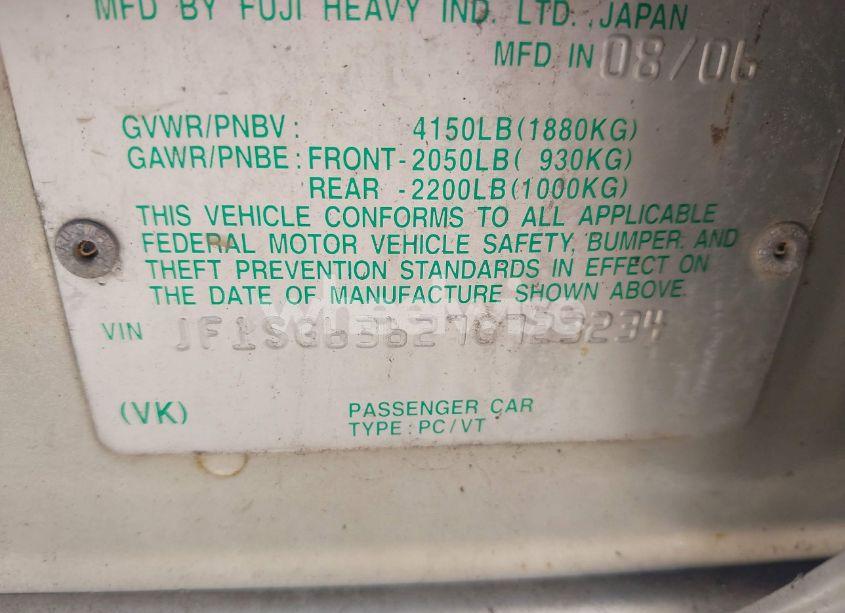 MFD BY FUJI HEAVY IND. LTD., JAPAN
MFD IN 08/06
GVWR/PNBV: 4150LB(1880KG)
GAWR/PNBE: FRONT-2050LB( 930KG)
REAR -2200LB(1000KG)
THIS VEHICLE CONFORMS TO ALL APPLICABLE
FEDERAL MOTOR VEHICLE SAFETY, BUMPER, AND
THEFT PREVENTION STANDARDS IN EFFECT ON
THE DATE OF MANUFACTURE SHOWN ABOVE.
VIN
(VK)
PASSENGER CAR
TYPE: PC/VT